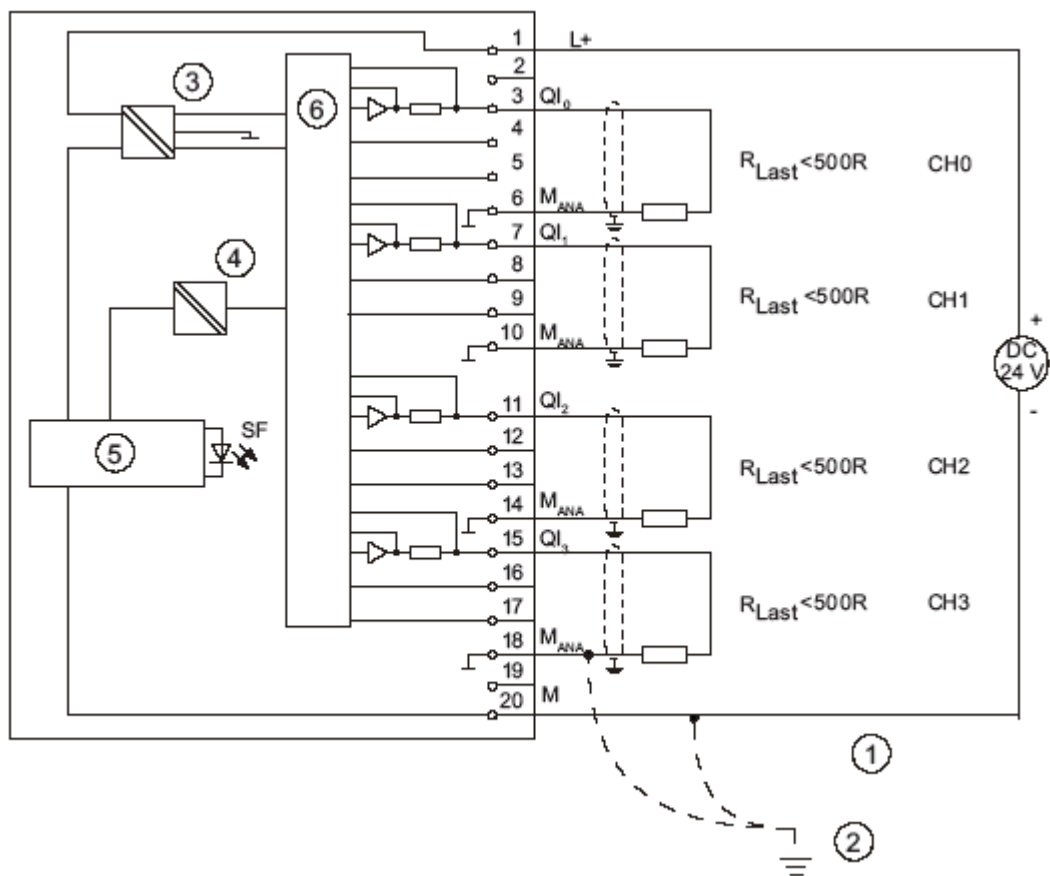 1 L+
2
3 QI0
4
5
6 MANA
7 QI1
8
9
10 MANA
11 QI2
12
13
14 MANA
15 QI3
16
17
18 MANA
19
20 M
3
6
4
5
SF
RLast<500R CH0
RLast<500R CH1
RLast<500R CH2
RLast<500R CH3
+
DC
24 V
-
1
2